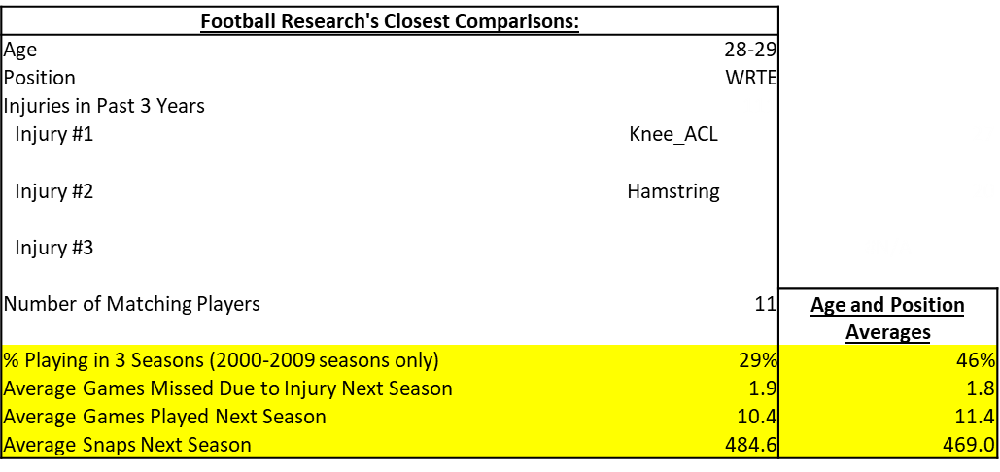 Football Research's Closest Comparisons:
Age 28-29
Position WRTE
Injuries in Past 3 Years
Injury #1 Knee_ACL
Injury #2 Hamstring
Injury #3
Number of Matching Players 11 Age and Position
Averages
% Playing in 3 Seasons (2000-2009 seasons only) 29% 46%
Average Games Missed Due to Injury Next Season 1.9 1.8
Average Games Played Next Season 10.4 11.4
Average Snaps Next Season 484.6 469.0